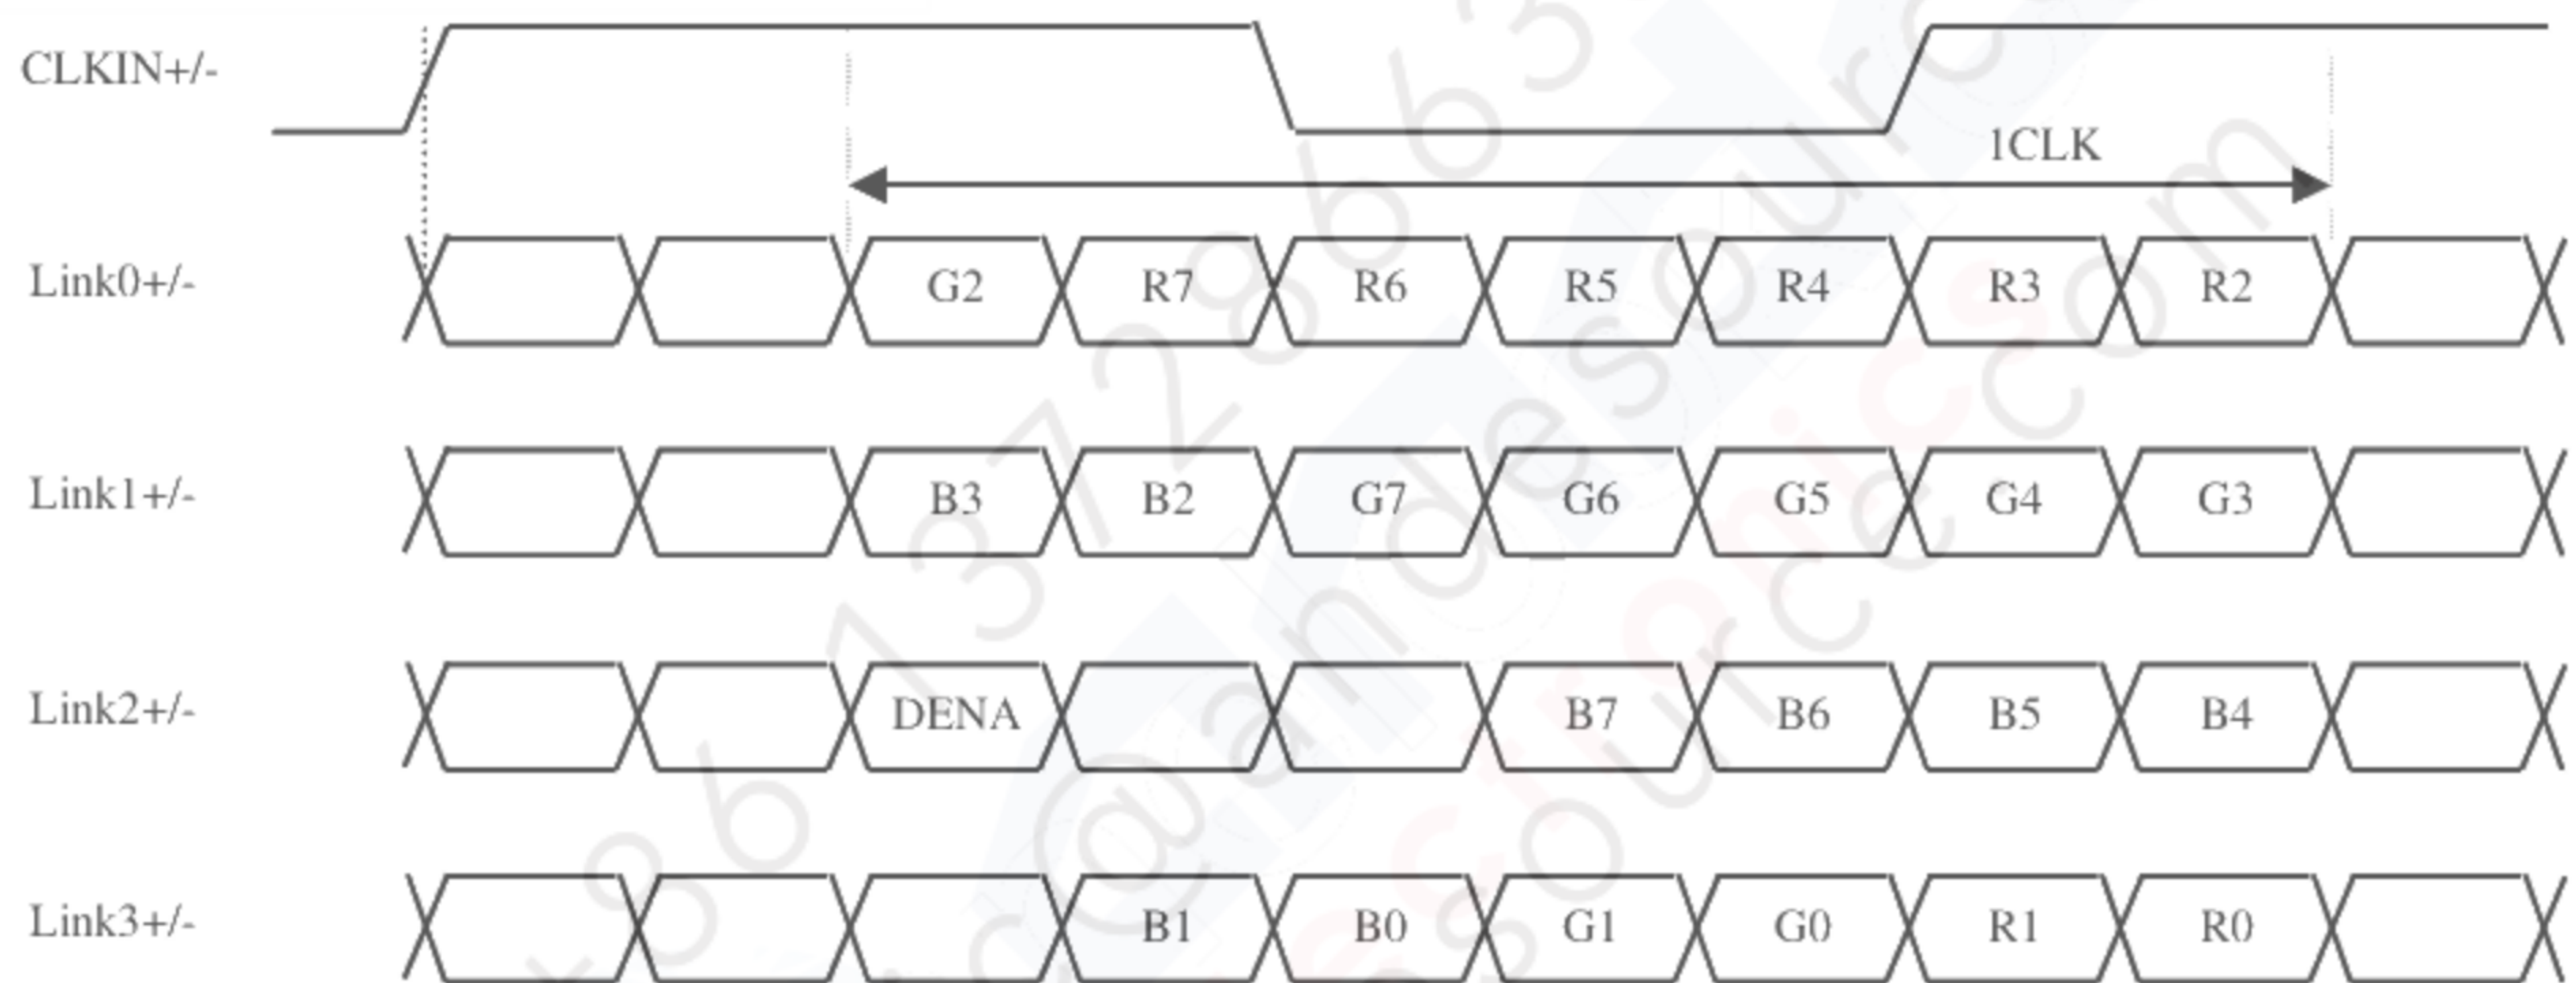 CLKIN+/-
1CLK
Link0+/- G2 R7 R6 R5 R4 R3 R2
Link1+/- B3 B2 G7 G6 G5 G4 G3
Link2+/- DENA B7 B6 B5 B4
Link3+/- B1 B0 G1 G0 R1 R0